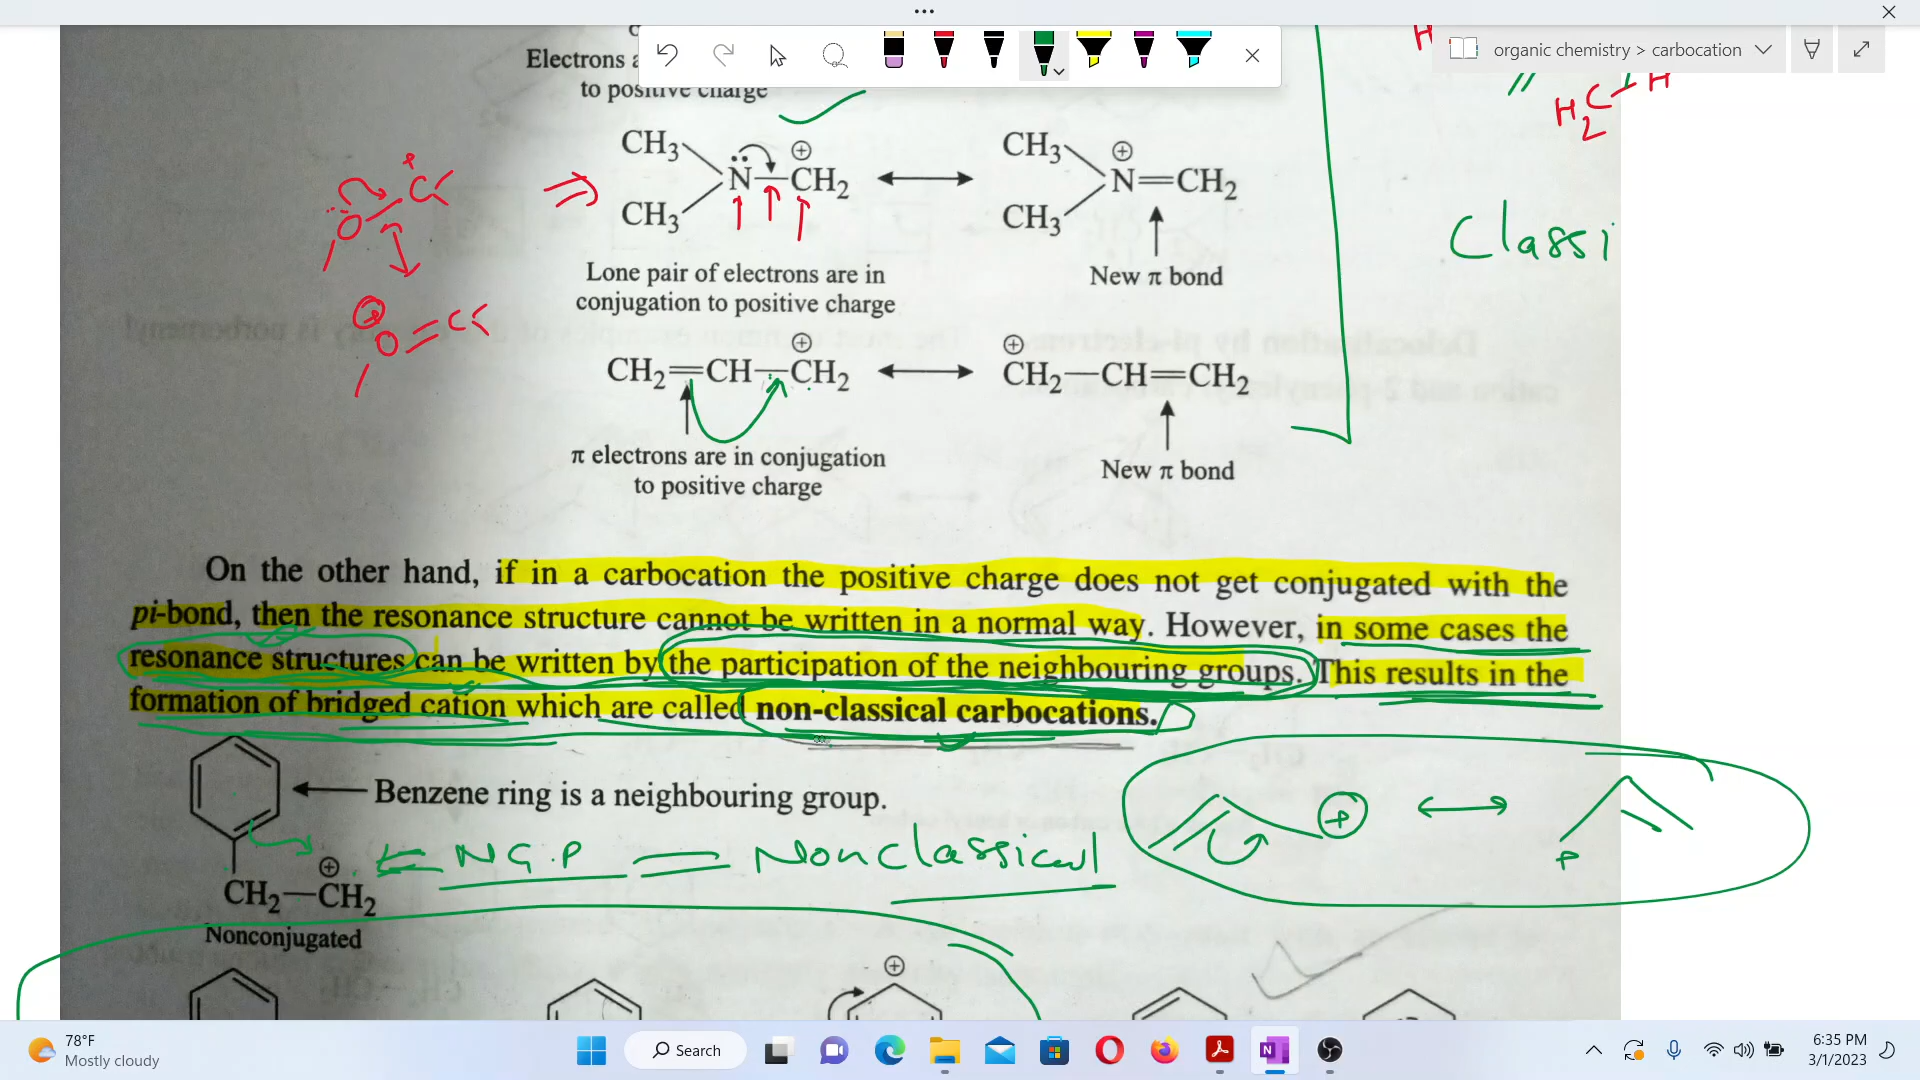 organic chemistry > carbocation
Electrons
to positive charge
H
H C H
2
CH3
N—CH2
CH3
⊕
CH3
N=CH2
CH3
⊕
+
O C
⊕
O=C
Classi
Lone pair of electrons are in
conjugation to positive charge
New π bond
CH2=CH—CH2
⊕
CH2—CH=CH2
⊕
π electrons are in conjugation
to positive charge
New π bond
On the other hand, if in a carbocation the positive charge does not get conjugated with the
pi-bond, then the resonance structure cannot be written in a normal way. However, in some cases the
resonance structures can be written by the participation of the neighbouring groups. This results in the
formation of bridged cation which are called non-classical carbocations.
Benzene ring is a neighbouring group.
N G. P = Nonclassical
⊕
CH2—CH2
Nonconjugated
⊕
78°F
Mostly cloudy
Search
6:35 PM
3/1/2023